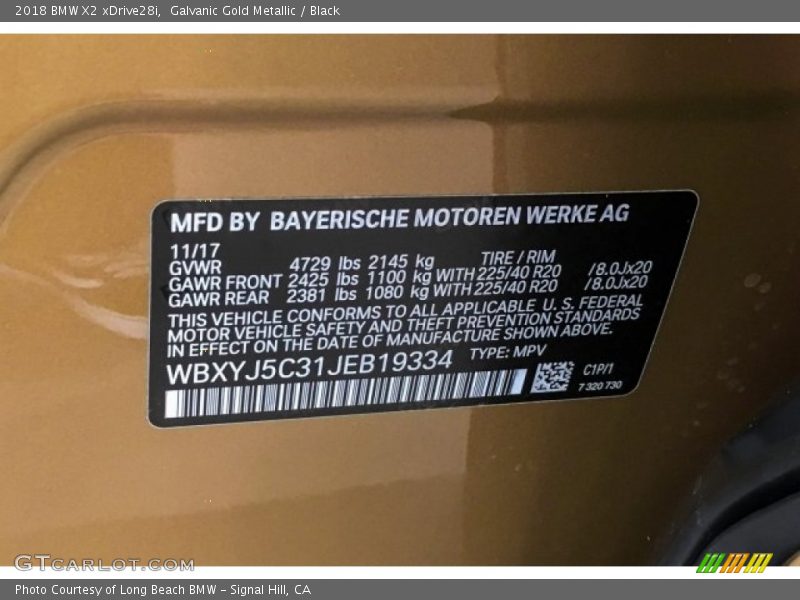 2018 BMW X2 xDrive28i,  Galvanic Gold Metallic / Black
MFD BY BAYERISCHE MOTOREN WERKE AG
11/17 TIRE / RIM
GVWR 4729 lbs 2145 kg
GAWR FRONT 2425 lbs 1100 kg WITH 225/40 R20 /8.0Jx20
GAWR REAR 2381 lbs 1080 kg WITH 225/40 R20 /8.0Jx20
THIS VEHICLE CONFORMS TO ALL APPLICABLE U.S. FEDERAL
MOTOR VEHICLE SAFETY AND THEFT PREVENTION STANDARDS
IN EFFECT ON THE DATE OF MANUFACTURE SHOWN ABOVE.
WBXYJ5C31JEB19334 TYPE: MPV
C1P/1
7 320 730
GTCARLOT.COM
Photo Courtesy of Long Beach BMW - Signal Hill, CA